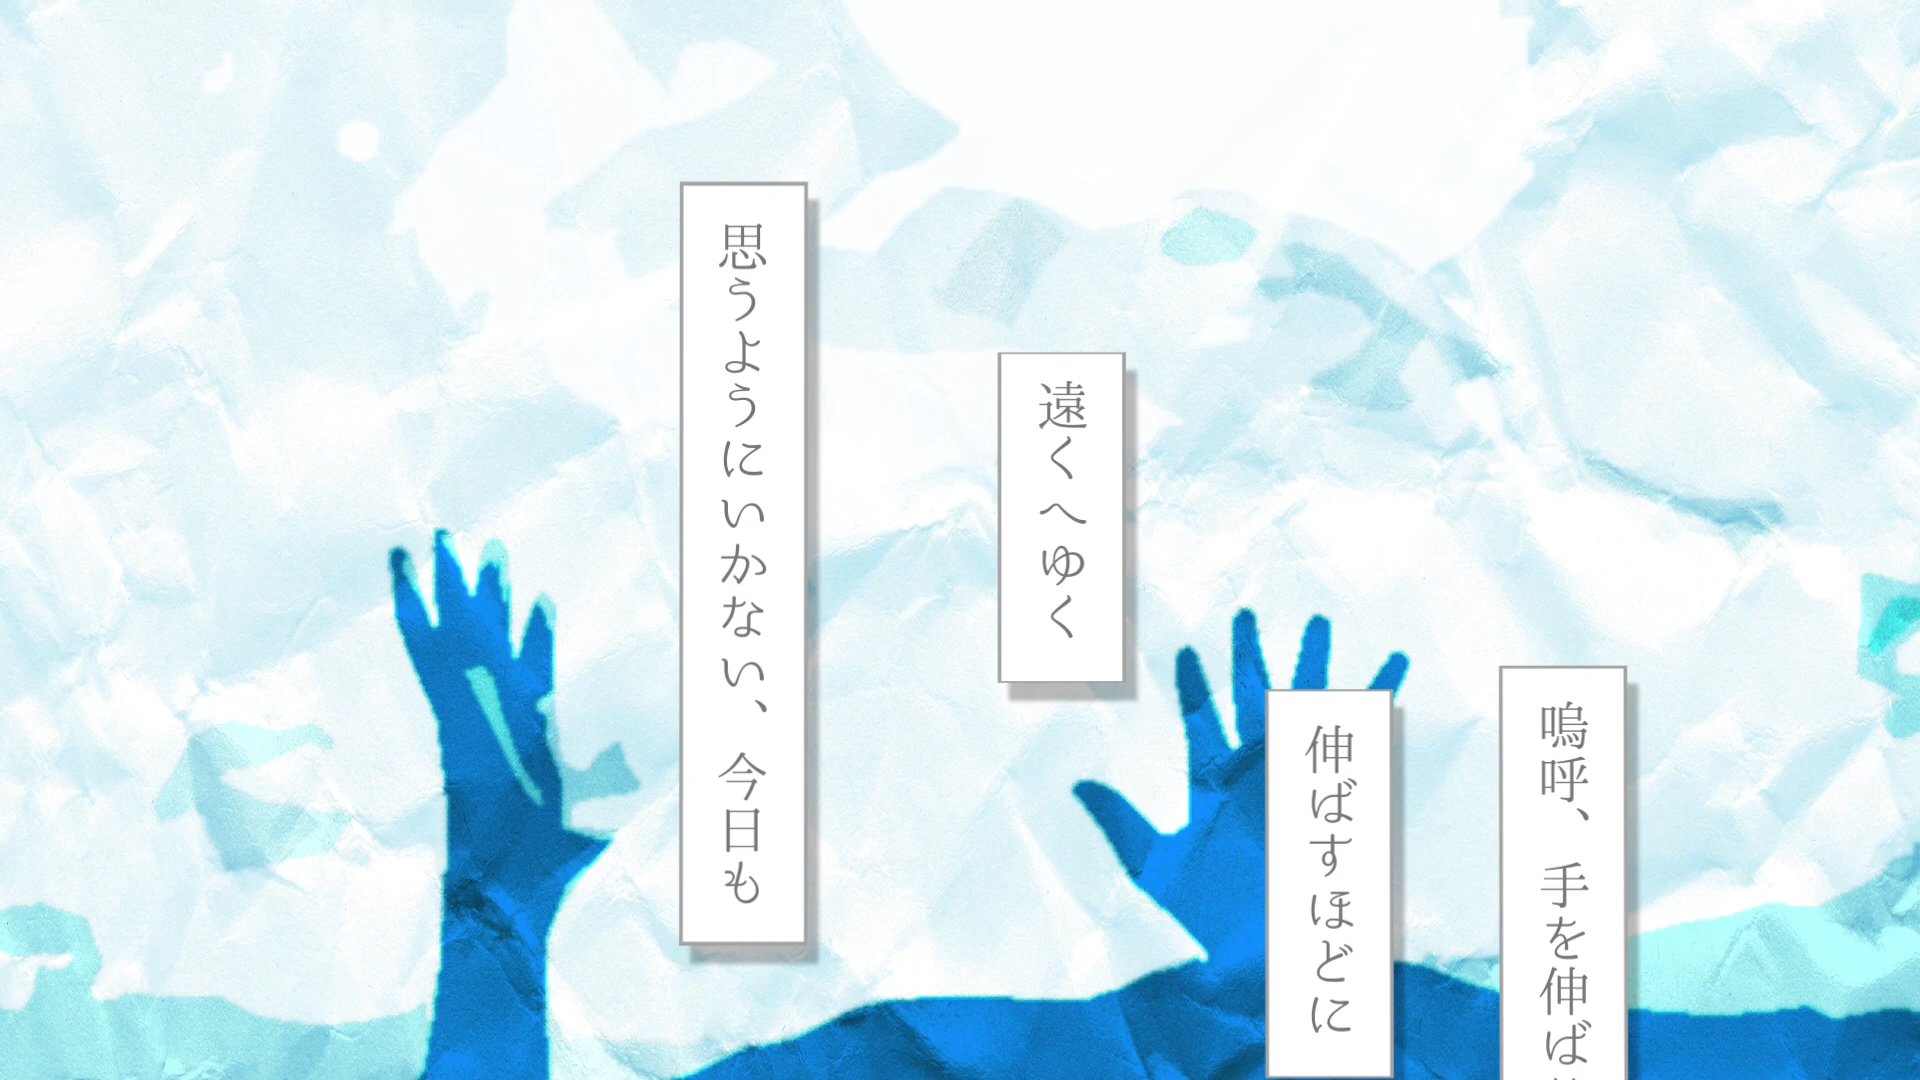 嗚呼、手を伸ば
伸ばすほどに
遠くへゆく
思うようにいかない、今日も